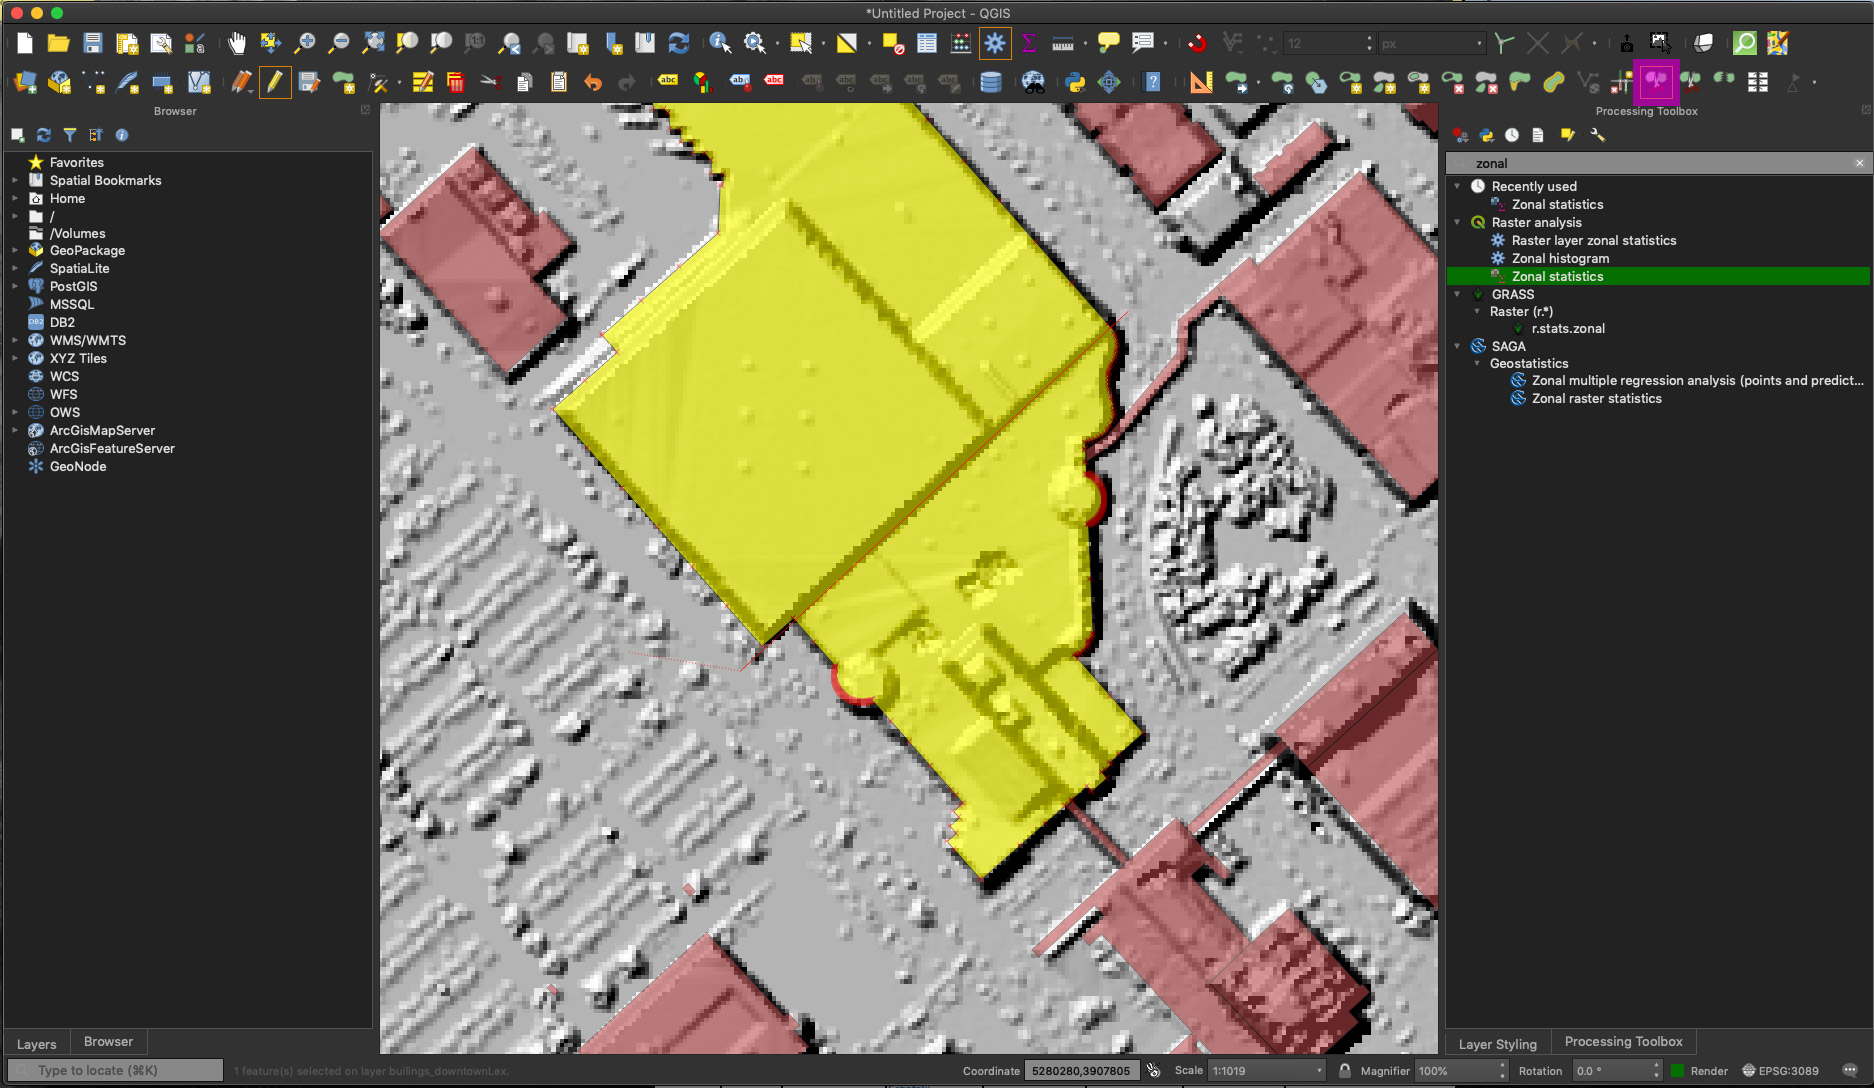 *Untitled Project - QGIS
12
px
abc
abc
abc
Browser
Processing Toolbox
Favorites
Spatial Bookmarks
Home
/
/Volumes
GeoPackage
SpatiaLite
PostGIS
MSSQL
DB2
DB2
WMS/WMTS
XYZ Tiles
WCS
WFS
OWS
ArcGisMapServer
ArcGisFeatureServer
GeoNode
zonal
Recently used
Zonal statistics
Raster analysis
Raster layer zonal statistics
Zonal histogram
Zonal statistics
GRASS
Raster (r.*)
r.stats.zonal
SAGA
Geostatistics
Zonal multiple regression analysis (points and predict...
Zonal raster statistics
Layers
Browser
Layer Styling
Processing Toolbox
Type to locate (⌘K)
1 feature(s) selected on layer builings_downtownLex.
Coordinate
5280280,3907805
Scale
1:1019
Magnifier
100%
Rotation
0.0 °
Render
EPSG:3089